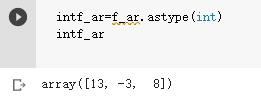 intf_ar=f_ar.astype(int)
intf_ar
array([13, -3,  8])